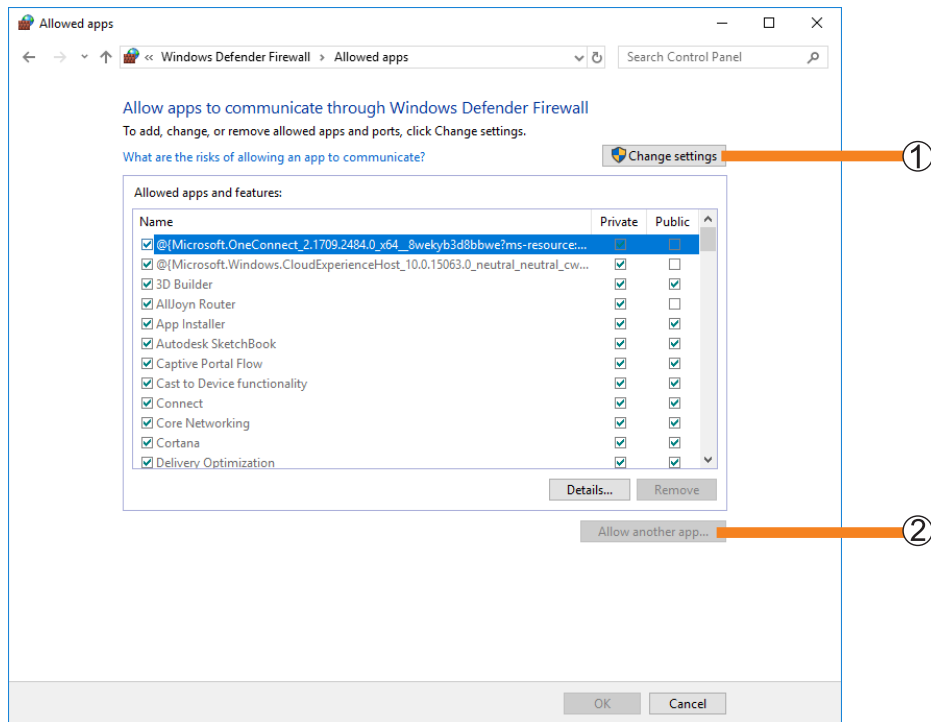 Allowed apps
« Windows Defender Firewall › Allowed apps
Search Control Panel
Allow apps to communicate through Windows Defender Firewall
To add, change, or remove allowed apps and ports, click Change settings.
What are the risks of allowing an app to communicate?
Change settings
①
Allowed apps and features:
Name Private Public
@{Microsoft.OneConnect_2.1709.2484.0_x64__8wekyb3d8bbwe?ms-resource:...
@{Microsoft.Windows.CloudExperienceHost_10.0.15063.0_neutral_neutral_cw...
3D Builder
AllJoyn Router
App Installer
Autodesk SketchBook
Captive Portal Flow
Cast to Device functionality
Connect
Core Networking
Cortana
Delivery Optimization
Details... Remove
Allow another app...
②
OK Cancel